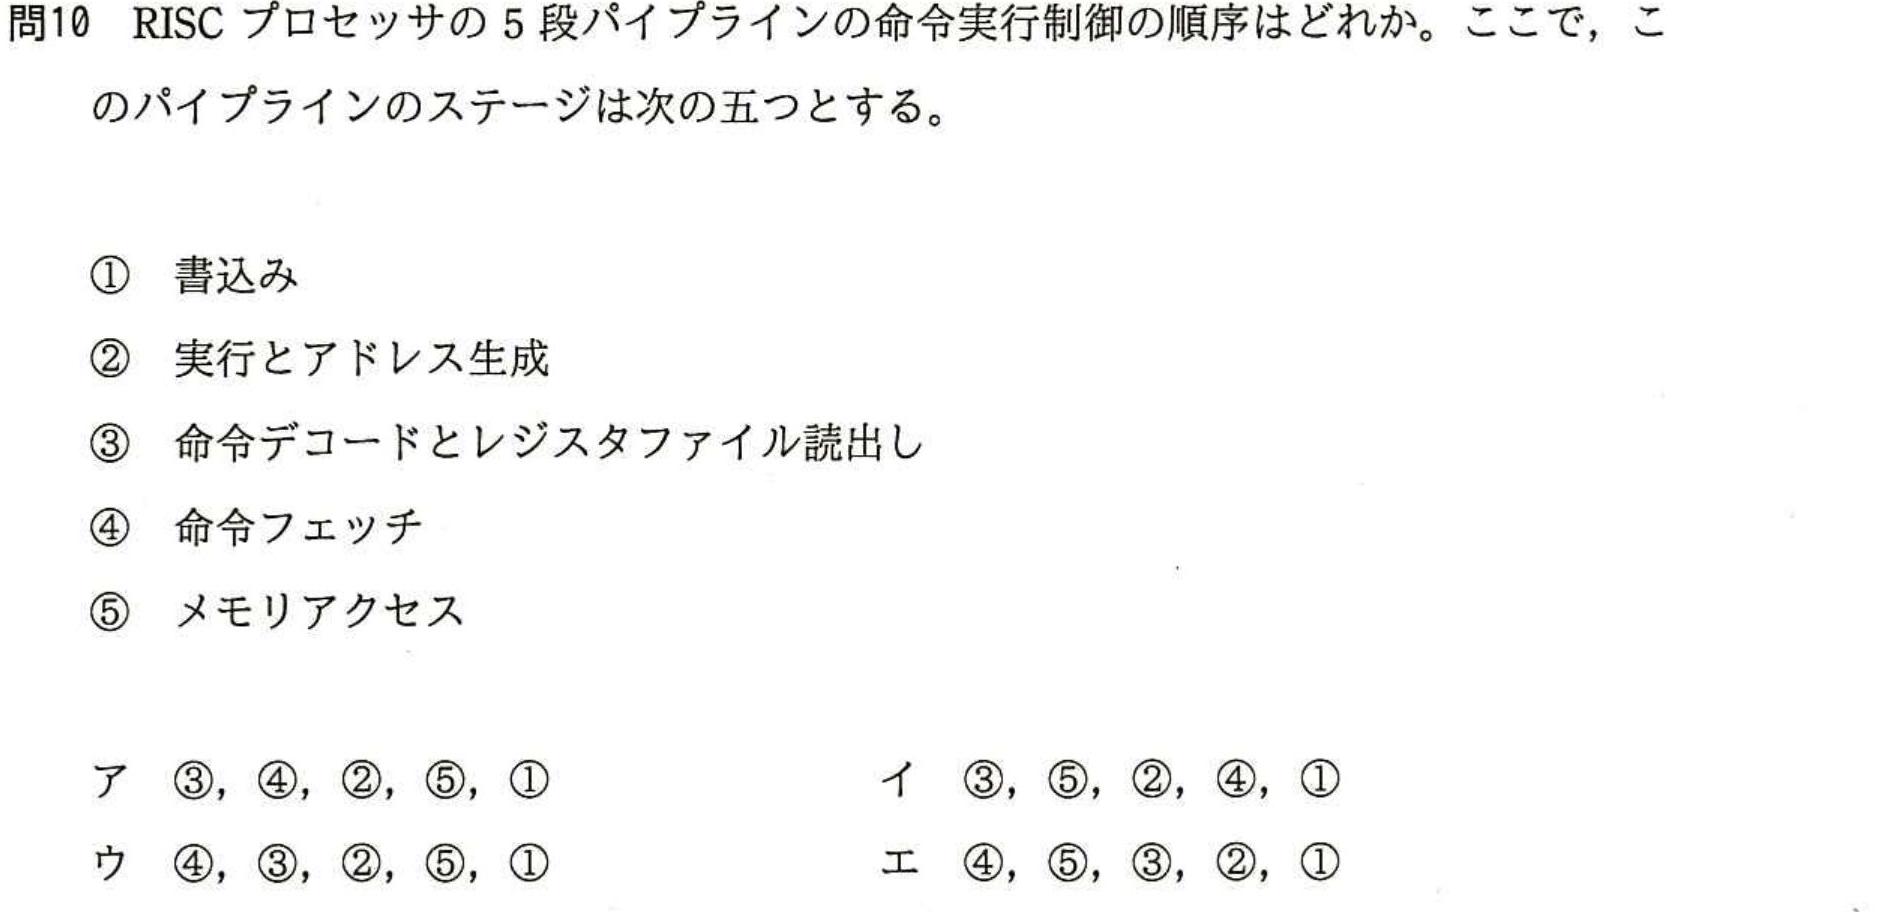 問10 RISC プロセッサの 5 段パイプラインの命令実行制御の順序はどれか。ここで，こ
のパイプラインのステージは次の五つとする。
① 書込み
② 実行とアドレス生成
③ 命令デコードとレジスタファイル読出し
④ 命令フェッチ
⑤ メモリアクセス
ア ③，④，②，⑤，① イ ③，⑤，②，④，①
ウ ④，③，②，⑤，① エ ④，⑤，③，②，①